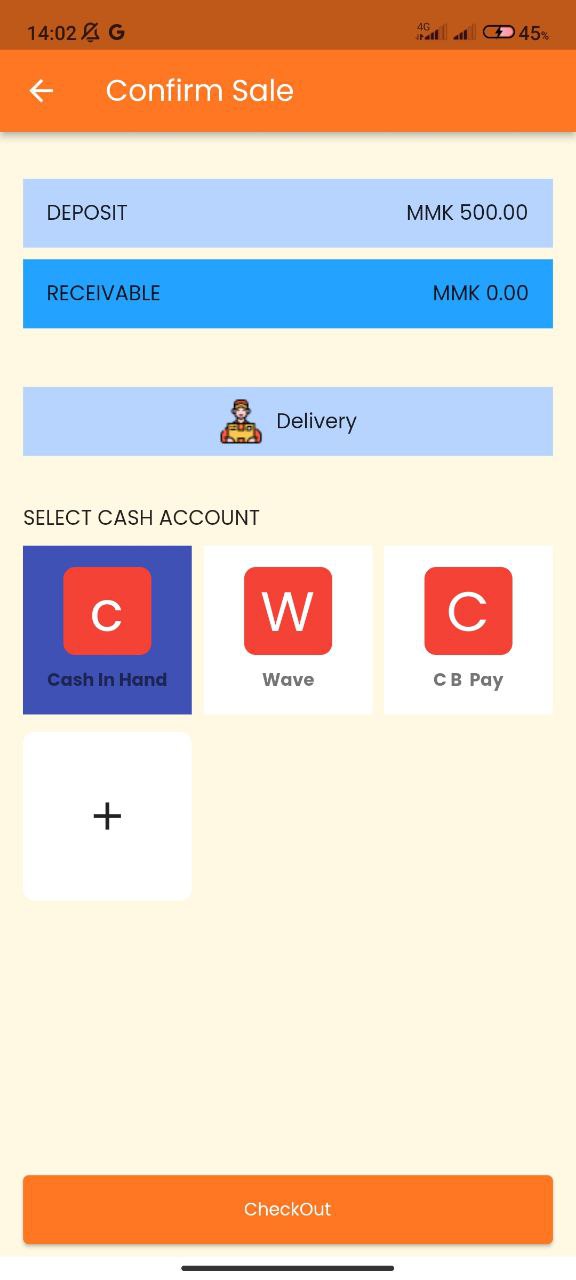 14:02 G 4G 45%
Confirm Sale
DEPOSIT MMK 500.00
RECEIVABLE MMK 0.00
Delivery
SELECT CASH ACCOUNT
c W C
Cash In Hand Wave C B Pay
+
CheckOut